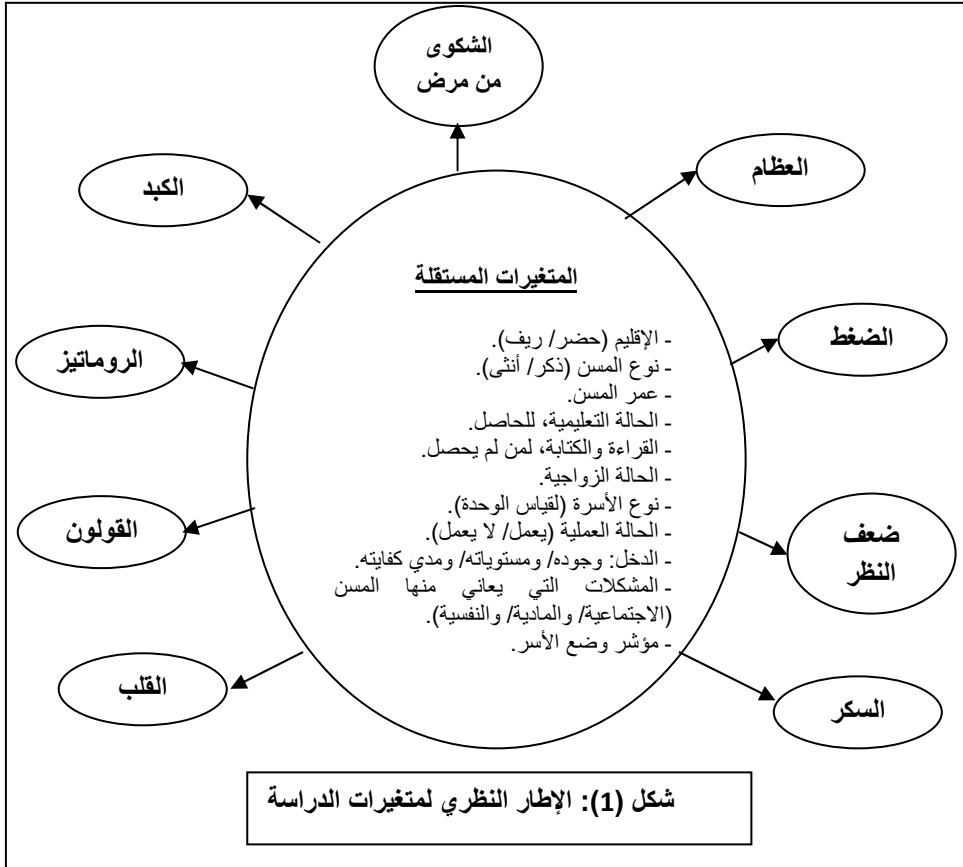 الشكوى
من مرض
العظام
الكبد
الضغط
الروماتيز
ضعف
النظر
القولون
السكر
القلب
المتغيرات المستقلة
- الإقليم (حضر/ ريف).
- نوع المسن (ذكر/ أنثى).
- عمر المسن.
- الحالة التعليمية، للحاصل.
- القراءة والكتابة، لمن لم يحصل.
- الحالة الزواجية.
- نوع الأسرة (لقياس الوحدة).
- الحالة العملية (يعمل/ لا يعمل).
- الدخل: وجوده/ ومستوياته/ ومدي كفايته.
- المشكلات التي يعاني منها المسن
(الاجتماعية/ والمادية/ والنفسية).
- مؤشر وضع الأسر.
شكل (1): الإطار النظري لمتغيرات الدراسة